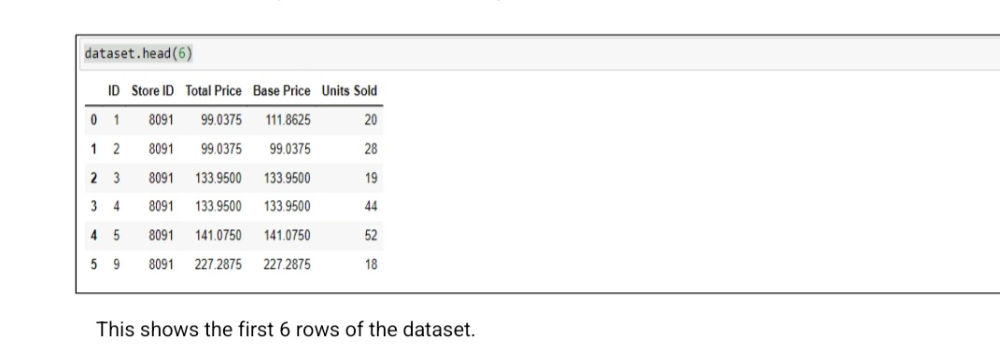 dataset.head(6)
ID Store ID Total Price Base Price Units Sold
0 1 8091 99.0375 111.8625 20
1 2 8091 99.0375 99.0375 28
2 3 8091 133.9500 133.9500 19
3 4 8091 133.9500 133.9500 44
4 5 8091 141.0750 141.0750 52
5 9 8091 227.2875 227.2875 18
This shows the first 6 rows of the dataset.